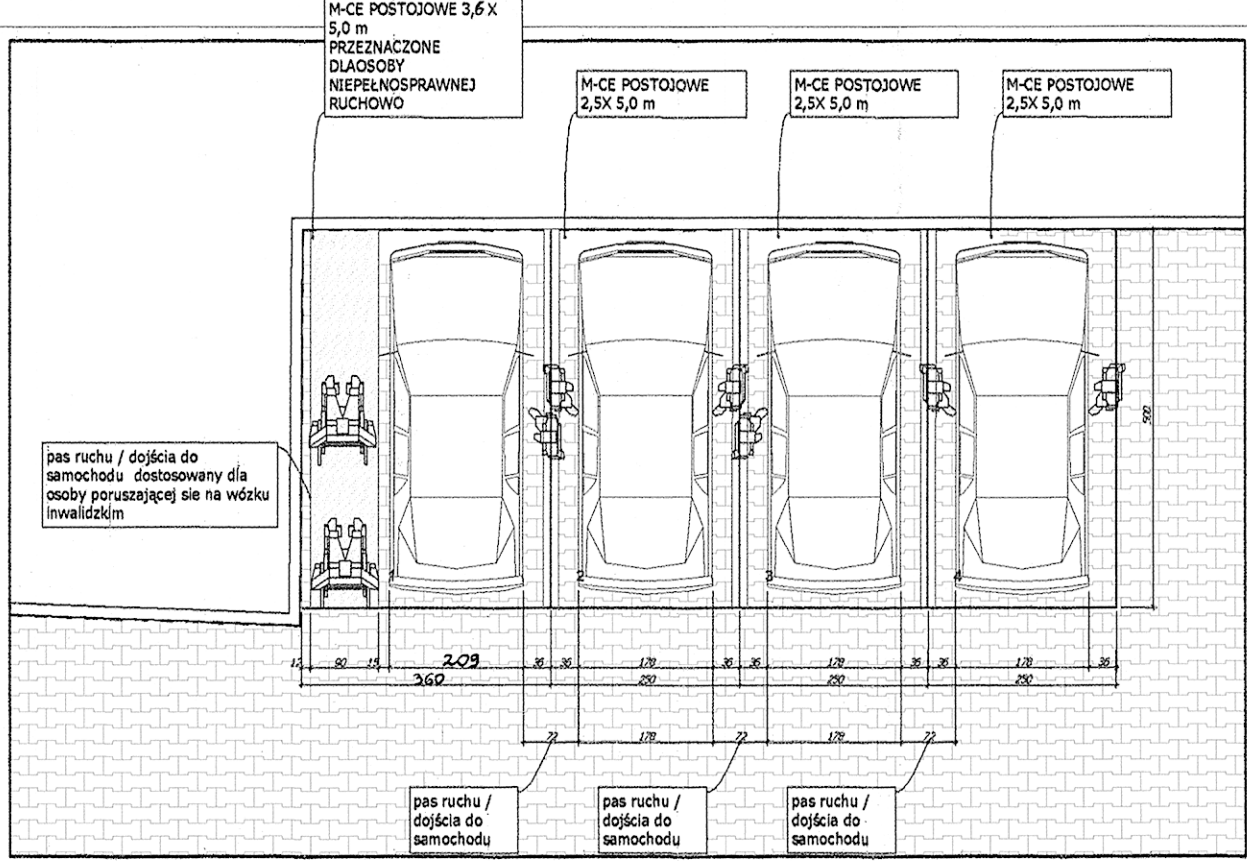 M-CE POSTOJOWE 3,6 X
5,0 m
PRZEZNACZONE
DLAOSOBY
NIEPEŁNOSPRAWNEJ
RUCHOWO
M-CE POSTOJOWE
2,5X 5,0 m
M-CE POSTOJOWE
2,5X 5,0 m
M-CE POSTOJOWE
2,5X 5,0 m
pas ruchu / dojścia do
samochodu dostosowany dla
osoby poruszającej sie na wózku
inwalidzkim
500
1 2 3 4
12 90 15 209 36 36 178 36 36 178 36 36 178 36
360 250 250 250
72 178 72 178 72
pas ruchu /
dojścia do
samochodu
pas ruchu /
dojścia do
samochodu
pas ruchu /
dojścia do
samochodu